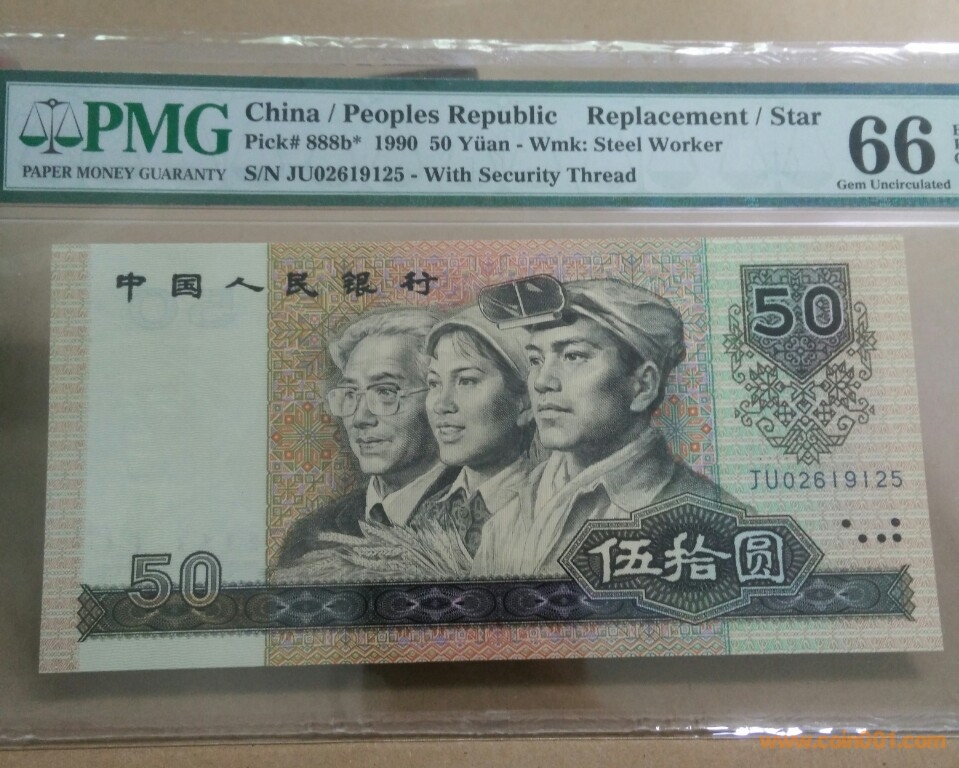 PMG
PAPER MONEY GUARANTY
China / Peoples Republic Replacement / Star
Pick# 888b* 1990 50 Yüan - Wmk: Steel Worker
S/N JU02619125 - With Security Thread
66
Gem Uncirculated
中国人民银行
50
JU02619125
伍拾圆
50
www.coin001.com